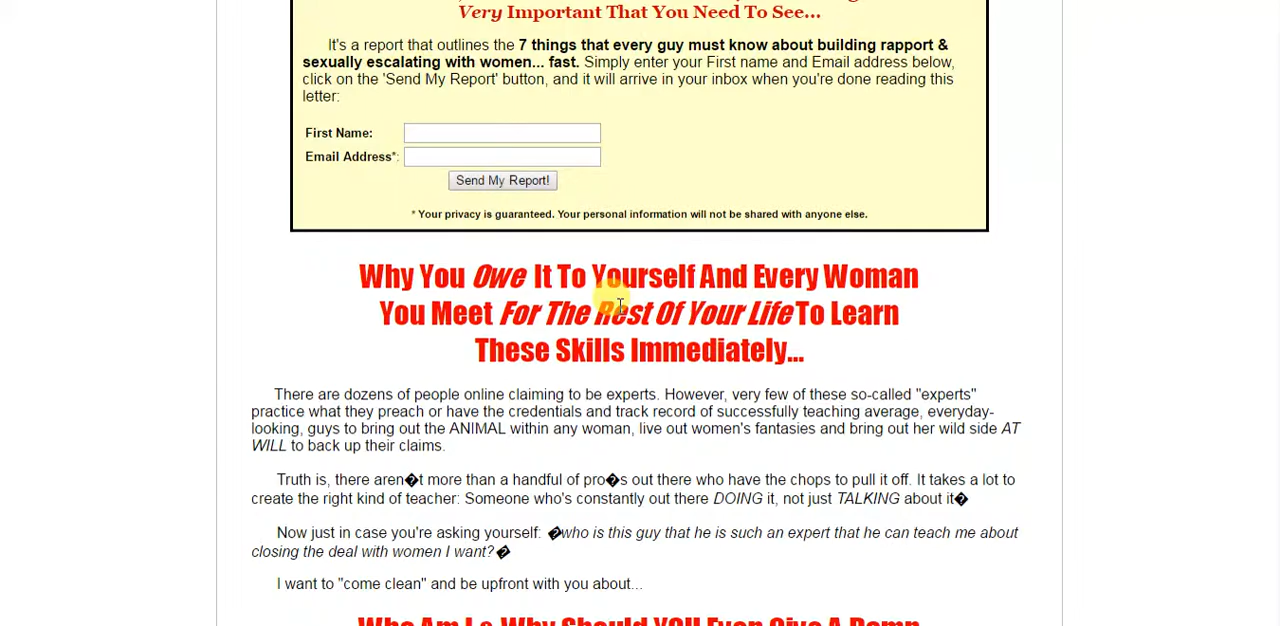 Very Important That You Need To See...
It's a report that outlines the 7 things that every guy must know about building rapport &
sexually escalating with women... fast. Simply enter your First name and Email address below,
click on the 'Send My Report' button, and it will arrive in your inbox when you're done reading this
letter:
First Name:
Email Address*:
Send My Report!
* Your privacy is guaranteed. Your personal information will not be shared with anyone else.
Why You Owe It To Yourself And Every Woman
You Meet For The Rest Of Your Life To Learn
These Skills Immediately...
There are dozens of people online claiming to be experts. However, very few of these so-called "experts"
practice what they preach or have the credentials and track record of successfully teaching average, everyday-
looking, guys to bring out the ANIMAL within any woman, live out women's fantasies and bring out her wild side AT
WILL to back up their claims.
Truth is, there aren�t more than a handful of pro�s out there who have the chops to pull it off. It takes a lot to
create the right kind of teacher: Someone who's constantly out there DOING it, not just TALKING about it�
Now just in case you're asking yourself: �who is this guy that he is such an expert that he can teach me about
closing the deal with women I want?�
I want to "come clean" and be upfront with you about...
Who Am I & Why Should YOU Even Give A Damn